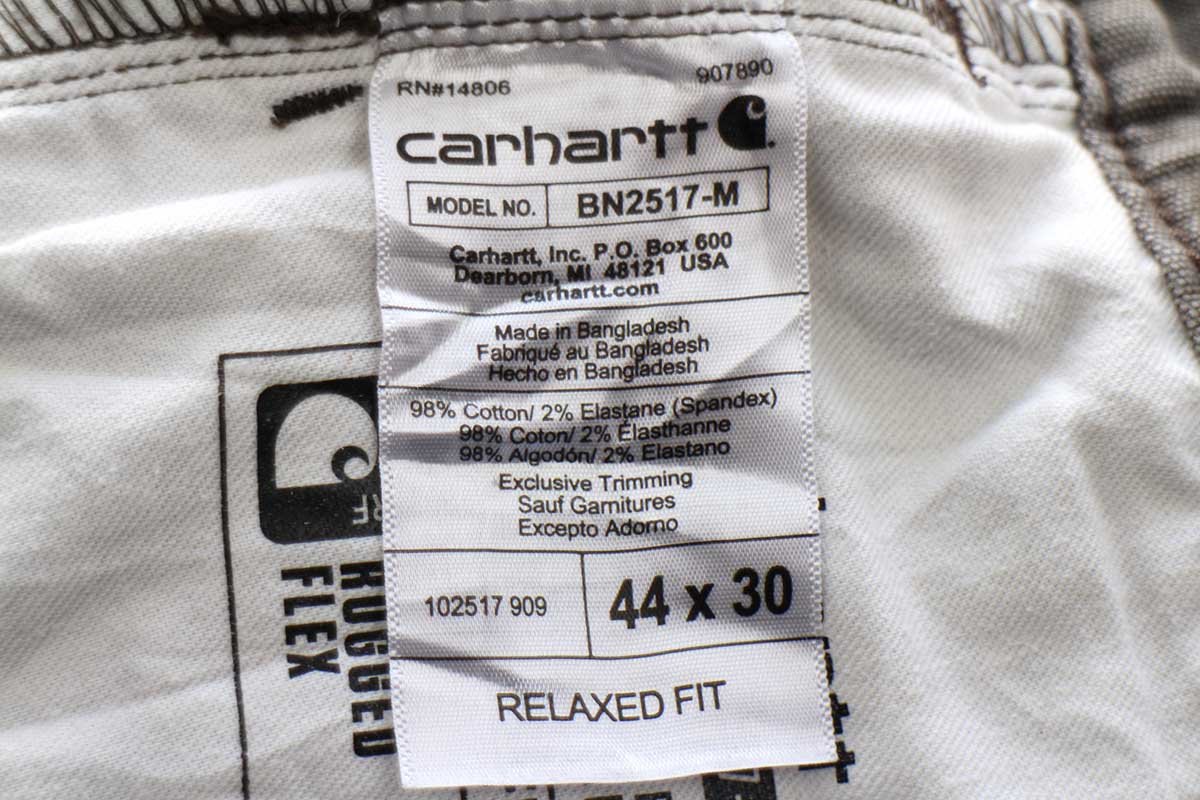 RN#14806 907890
carhartt
MODEL NO. BN2517-M
Carhartt, Inc. P.O. Box 600
Dearborn, MI 48121 USA
carhartt.com
Made in Bangladesh
Fabriqué au Bangladesh
Hecho en Bangladesh
98% Cotton/ 2% Elastane (Spandex)
98% Coton/ 2% Élasthanne
98% Algodón/ 2% Elastano
Exclusive Trimming
Sauf Garnitures
Excepto Adorno
102517 909 44 x 30
RELAXED FIT
RF
RUGGED
FLEX